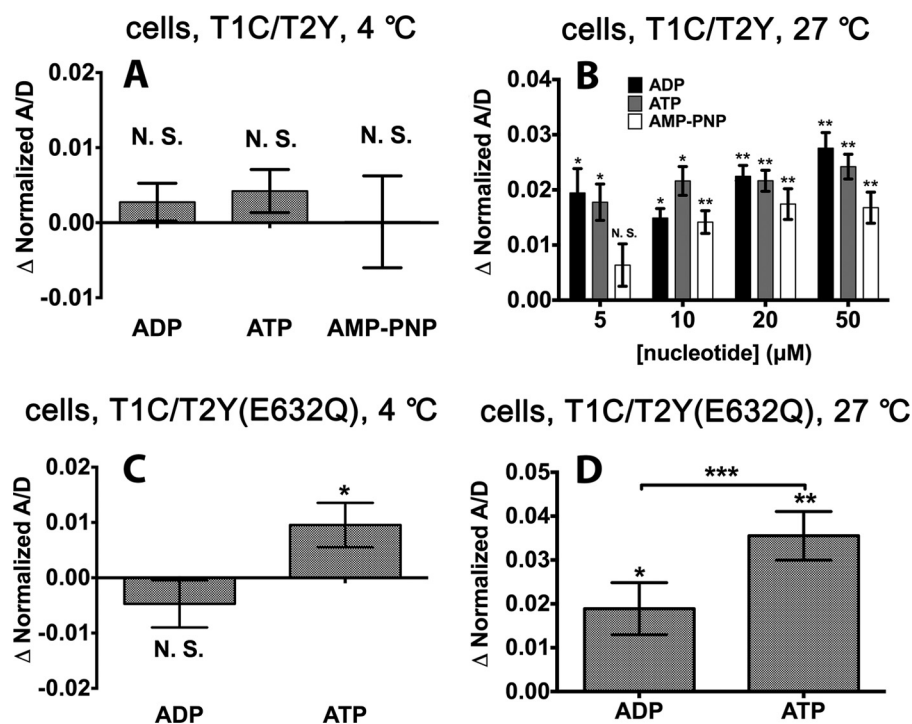 cells, T1C/T2Y, 4 °C
A
Δ Normalized A/D
0.02
0.01
0.00
-0.01
N. S.
N. S.
N. S.
ADP
ATP
AMP-PNP
cells, T1C/T2Y, 27 °C
B
Δ Normalized A/D
0.04
0.03
0.02
0.01
0.00
ADP
ATP
AMP-PNP
*
*
N. S.
*
*
**
**
**
**
**
**
**
5
10
20
50
[nucleotide] (µM)
cells, T1C/T2Y(E632Q), 4 °C
C
Δ Normalized A/D
0.02
0.01
0.00
-0.01
-0.02
N. S.
*
ADP
ATP
cells, T1C/T2Y(E632Q), 27 °C
D
Δ Normalized A/D
0.05
0.04
0.03
0.02
0.01
0.00
***
*
**
ADP
ATP